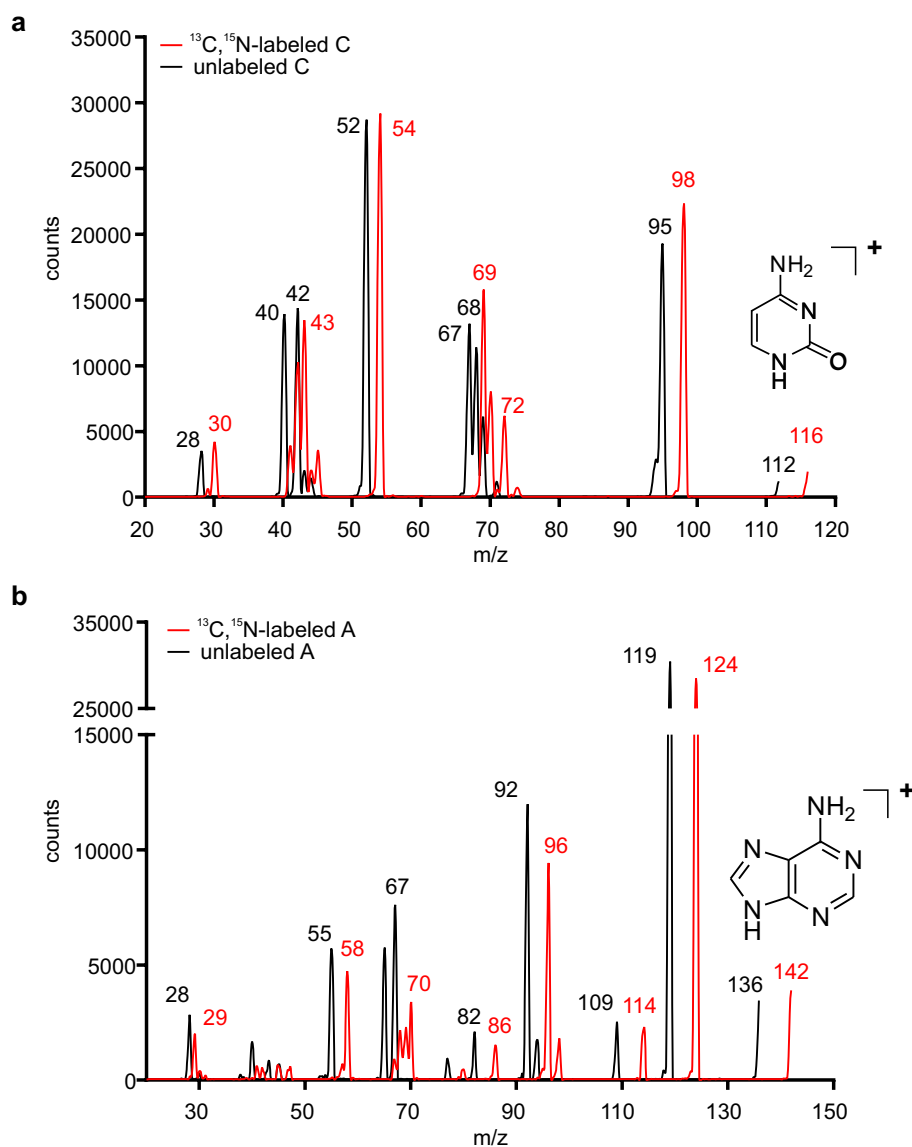 a
35000
30000
25000
20000
15000
10000
5000
0
counts
¹³C,¹⁵N-labeled C
unlabeled C
28
30
40
42
43
52
54
67
68
69
72
95
98
112
116
NH₂
N
N
H
O
+
20 30 40 50 60 70 80 90 100 110 120
m/z
b
35000
25000
15000
10000
5000
0
counts
¹³C,¹⁵N-labeled A
unlabeled A
28
29
55
58
67
70
82
86
92
96
109
114
119
124
136
142
NH₂
N
N
N
H
N
+
30 50 70 90 110 130 150
m/z